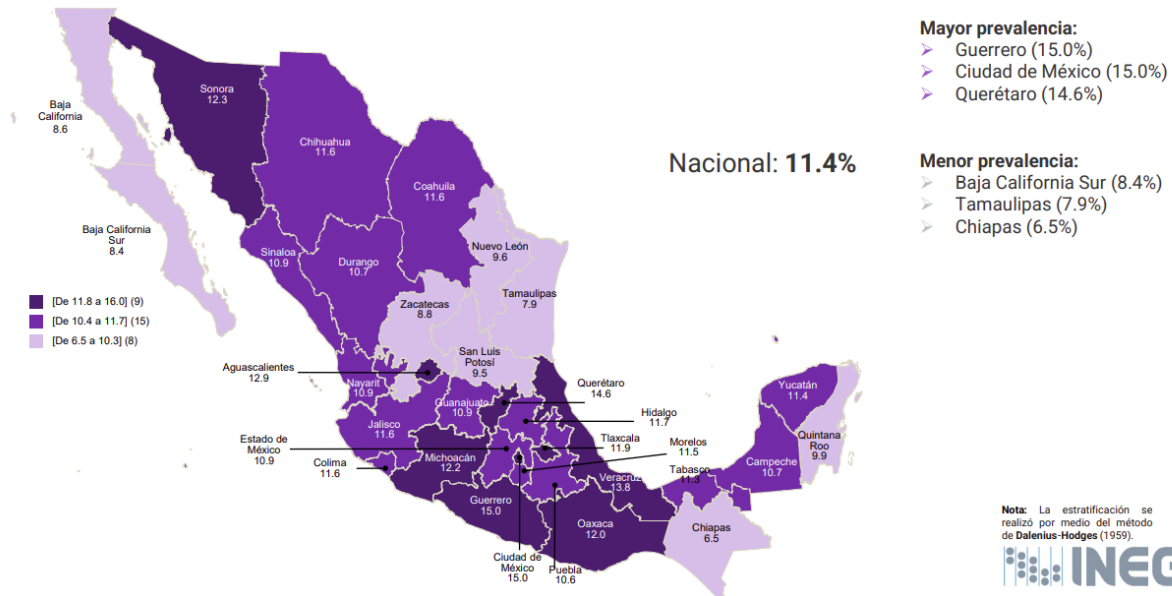 Sonora
12.3
Baja
California
8.6
Chihuahua
11.6
Coahuila
11.6
Baja California
Sur
8.4
Sinaloa
10.9
Durango
10.7
Nuevo León
9.6
Tamaulipas
7.9
Zacatecas
8.8
San Luis
Potosí
9.5
Aguascalientes
12.9
Nayarit
10.9
Guanajuato
10.9
Querétaro
14.6
Hidalgo
11.7
Jalisco
11.6
Estado de
México
10.9
Colima
11.6
Michoacán
12.2
Tlaxcala
11.9
Morelos
11.5
Guerrero
15.0
Veracruz
13.8
Oaxaca
12.0
Ciudad de
México
15.0
Puebla
10.6
Tabasco
11.3
Chiapas
6.5
Campeche
10.7
Yucatán
11.4
Quintana
Roo
9.9
[De 11.8 a 16.0] (9)
[De 10.4 a 11.7] (15)
[De 6.5 a 10.3] (8)
Nacional: 11.4%
Mayor prevalencia:
Guerrero (15.0%)
Ciudad de México (15.0%)
Querétaro (14.6%)
Menor prevalencia:
Baja California Sur (8.4%)
Tamaulipas (7.9%)
Chiapas (6.5%)
Nota: La estratificación se
realizó por medio del método
de Dalenius-Hodges (1959).
INEG